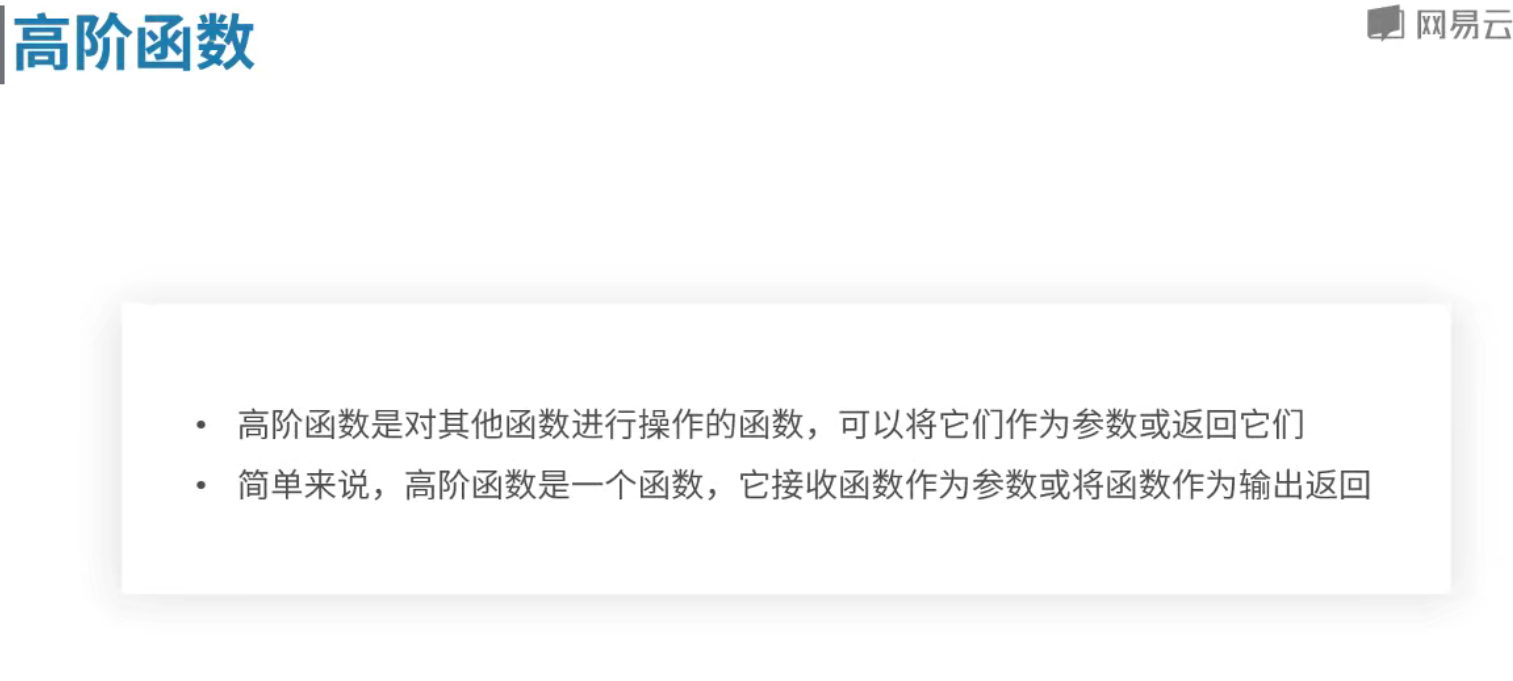 高阶函数
网易云
• 高阶函数是对其他函数进行操作的函数，可以将它们作为参数或返回它们
• 简单来说，高阶函数是一个函数，它接收函数作为参数或将函数作为输出返回